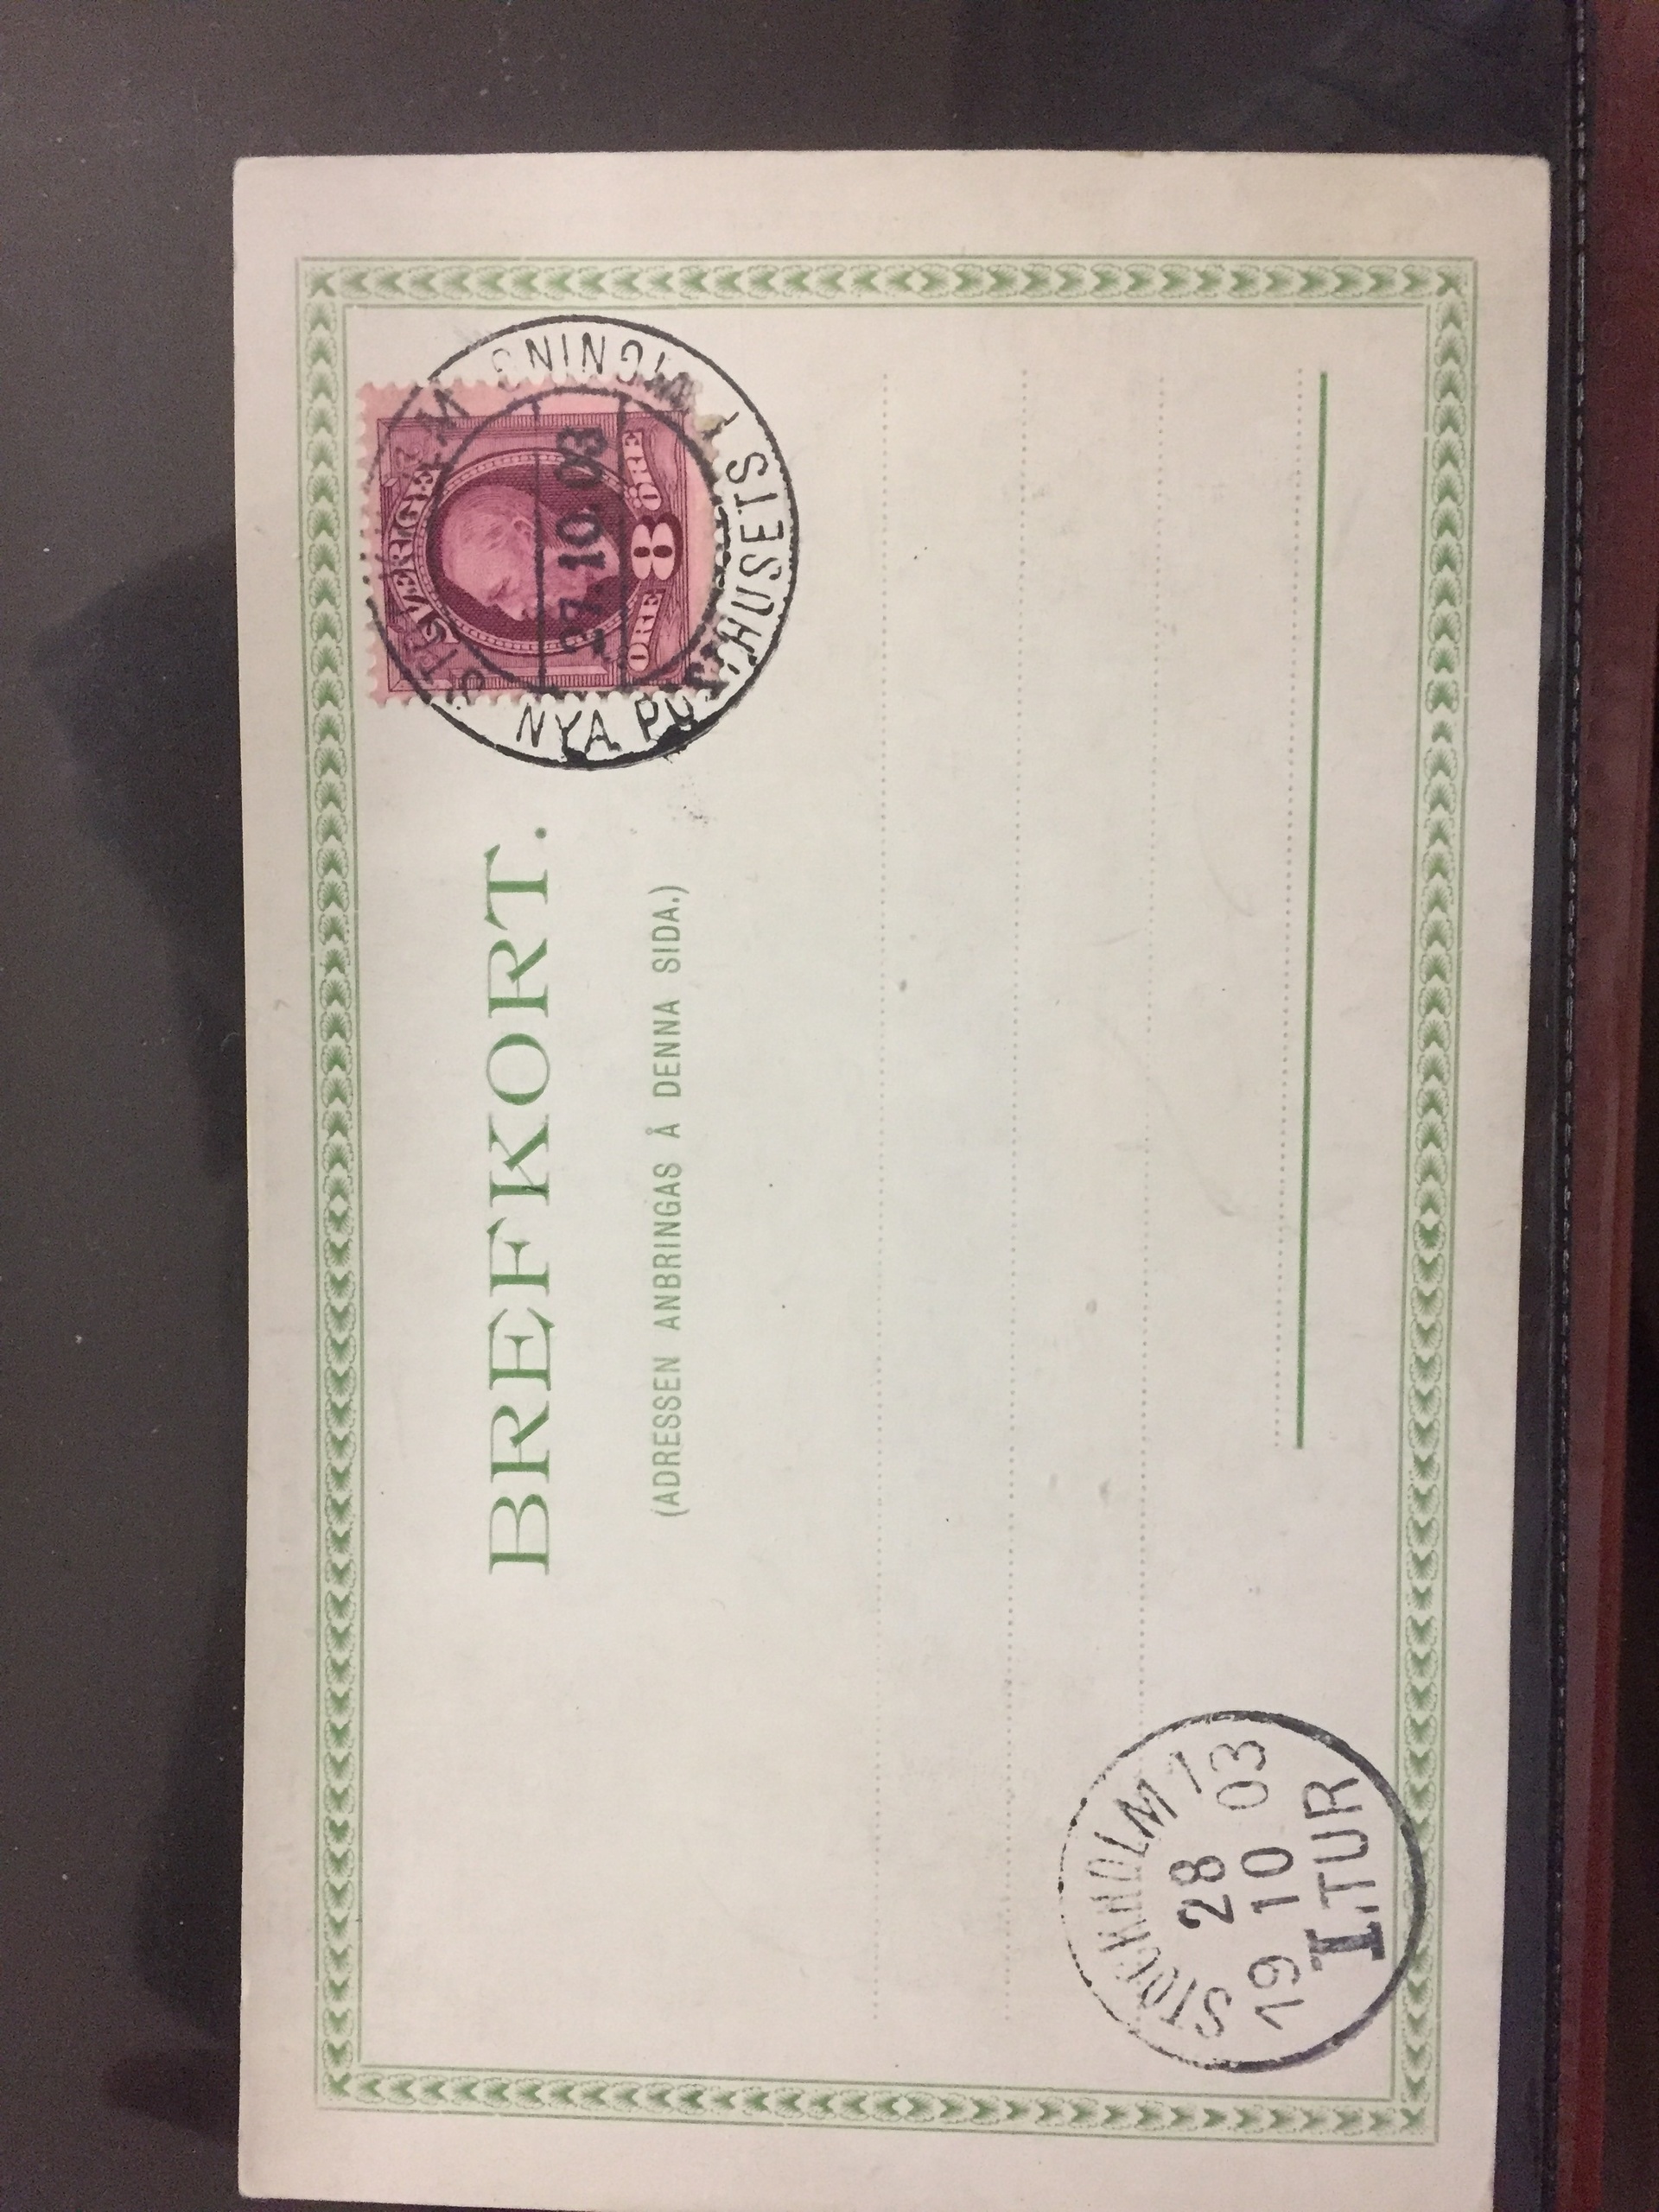 BREFKORT.
(ADRESSEN ANBRINGAS Å DENNA SIDA.)
SVERIGE
ÖRE 8 ÖRE
27 10 03
NYA POSTHUSETS
STOCKHOLM 1
28
19 10 03
I.TUR